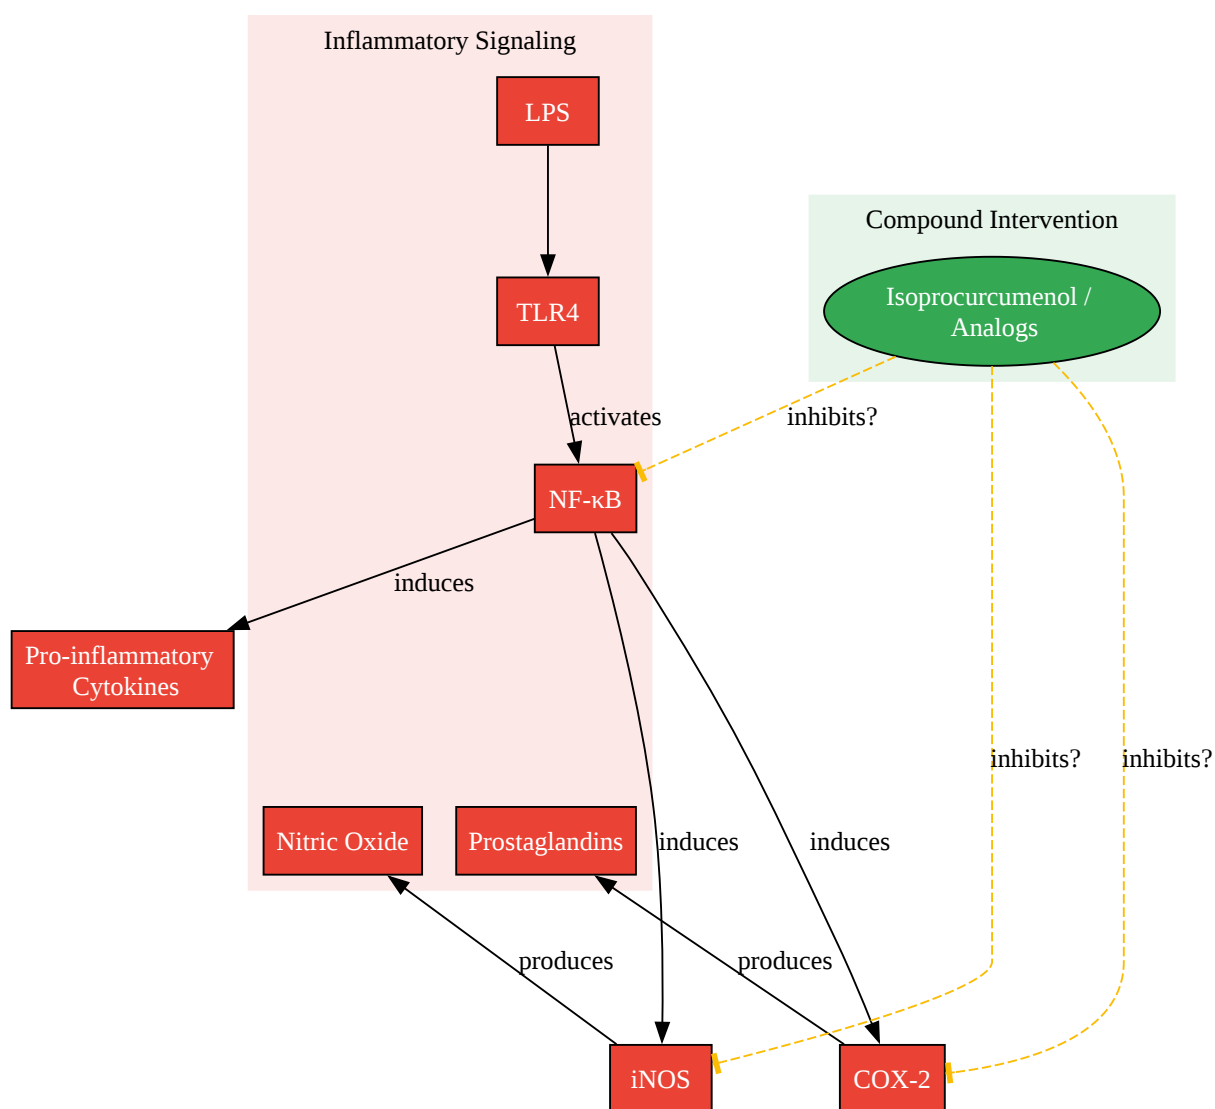 Inflammatory Signaling
LPS
Compound Intervention
Isoprocurcumenol /
Analogs
TLR4
activates
inhibits?
NF-κB
induces
Pro-inflammatory
Cytokines
inhibits?
inhibits?
Nitric Oxide
Prostaglandins
induces
induces
produces
produces
iNOS
COX-2